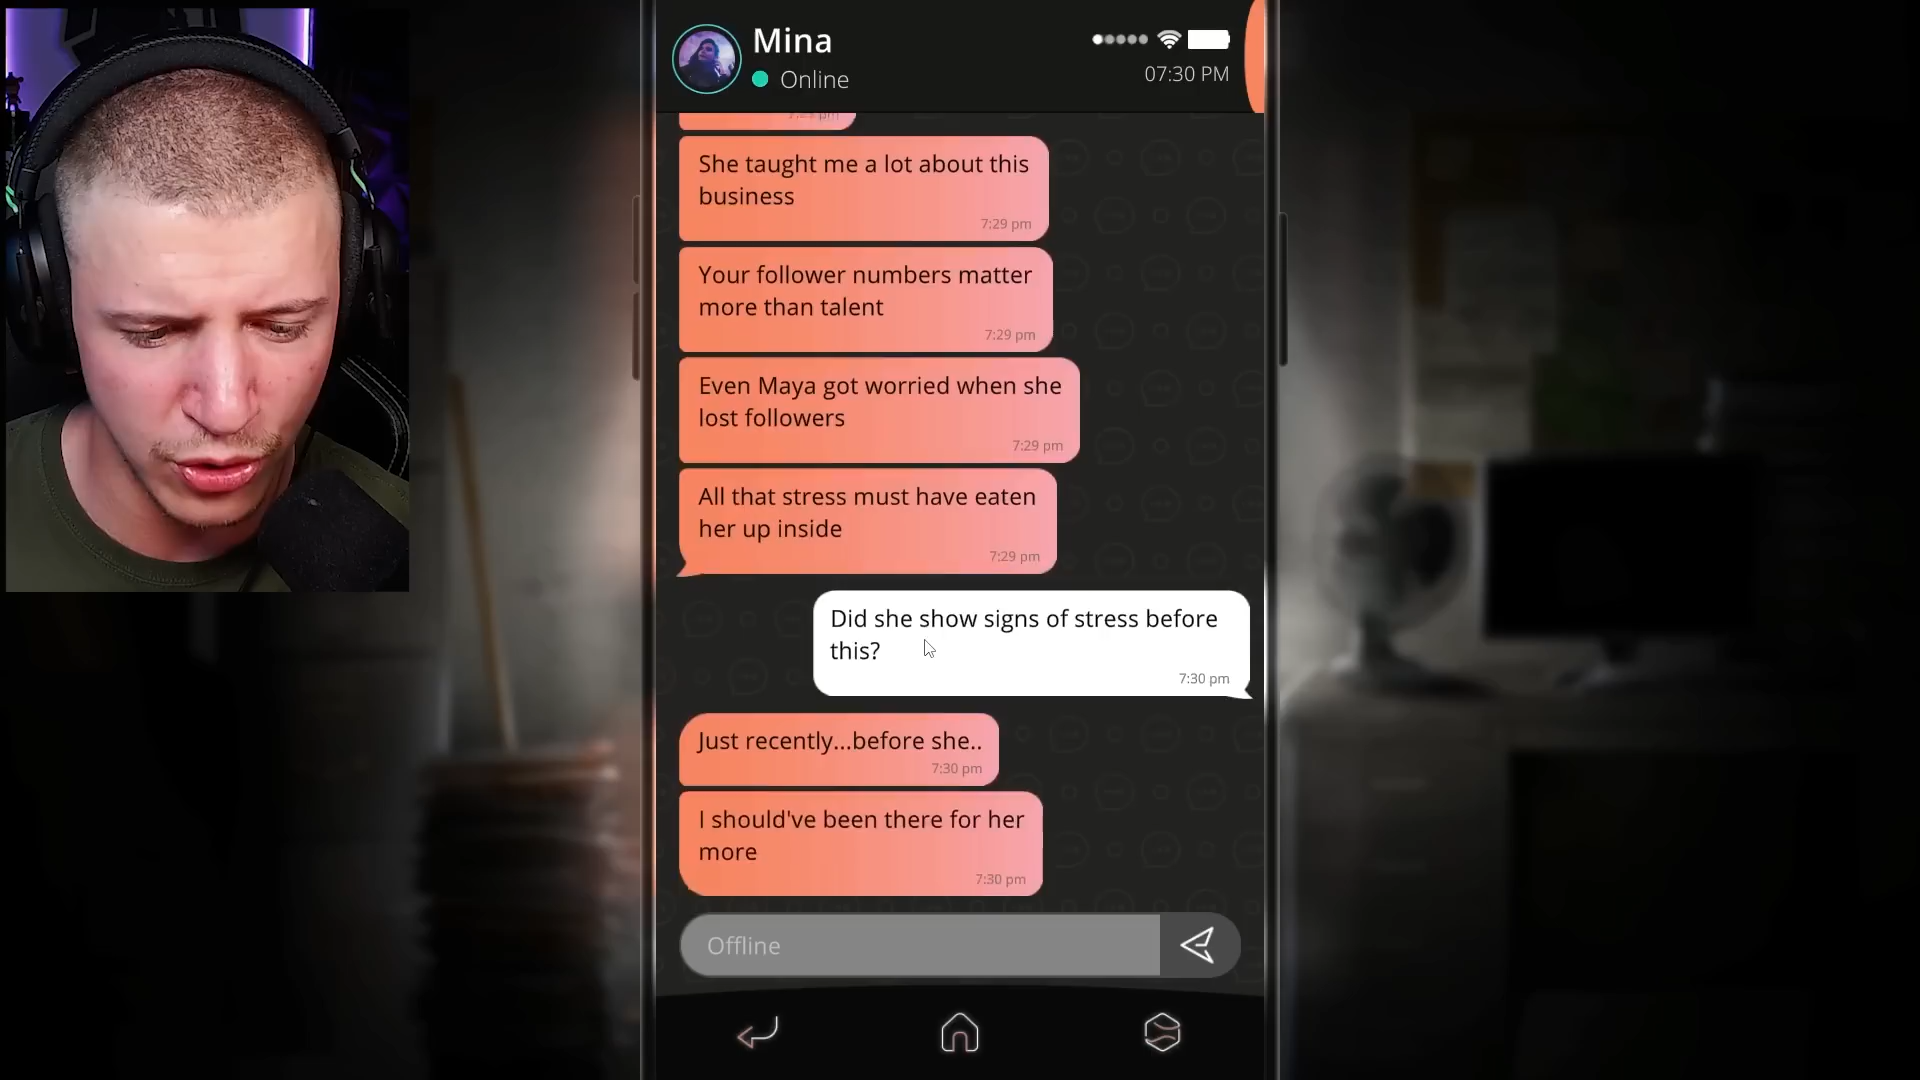 Mina
Online
07:30 PM
She taught me a lot about this
business
7:29 pm
Your follower numbers matter
more than talent
7:29 pm
Even Maya got worried when she
lost followers
7:29 pm
All that stress must have eaten
her up inside
7:29 pm
Did she show signs of stress before
this?
7:30 pm
Just recently...before she..
7:30 pm
I should've been there for her
more
7:30 pm
Offline